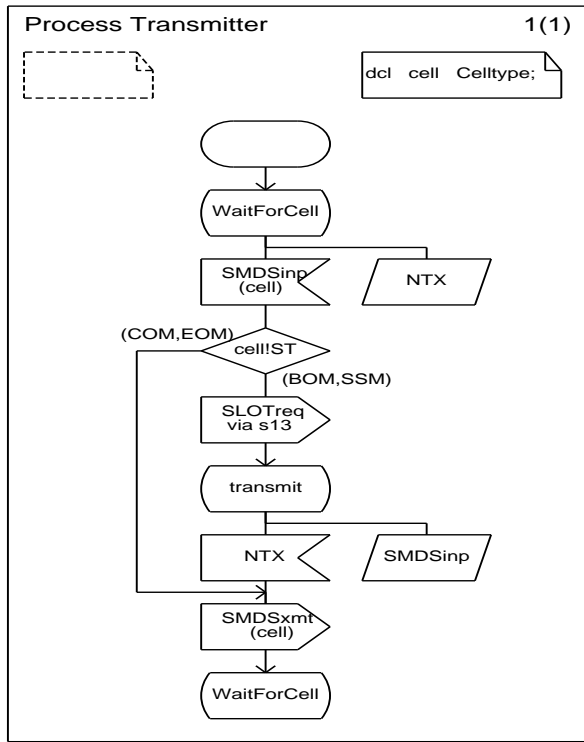 Process Transmitter 1(1)
dcl cell Celltype;
WaitForCell
SMDSinp
(cell)
NTX
(COM,EOM)
cell!ST
(BOM,SSM)
SLOTreq
via s13
transmit
NTX
SMDSinp
SMDSxmt
(cell)
WaitForCell